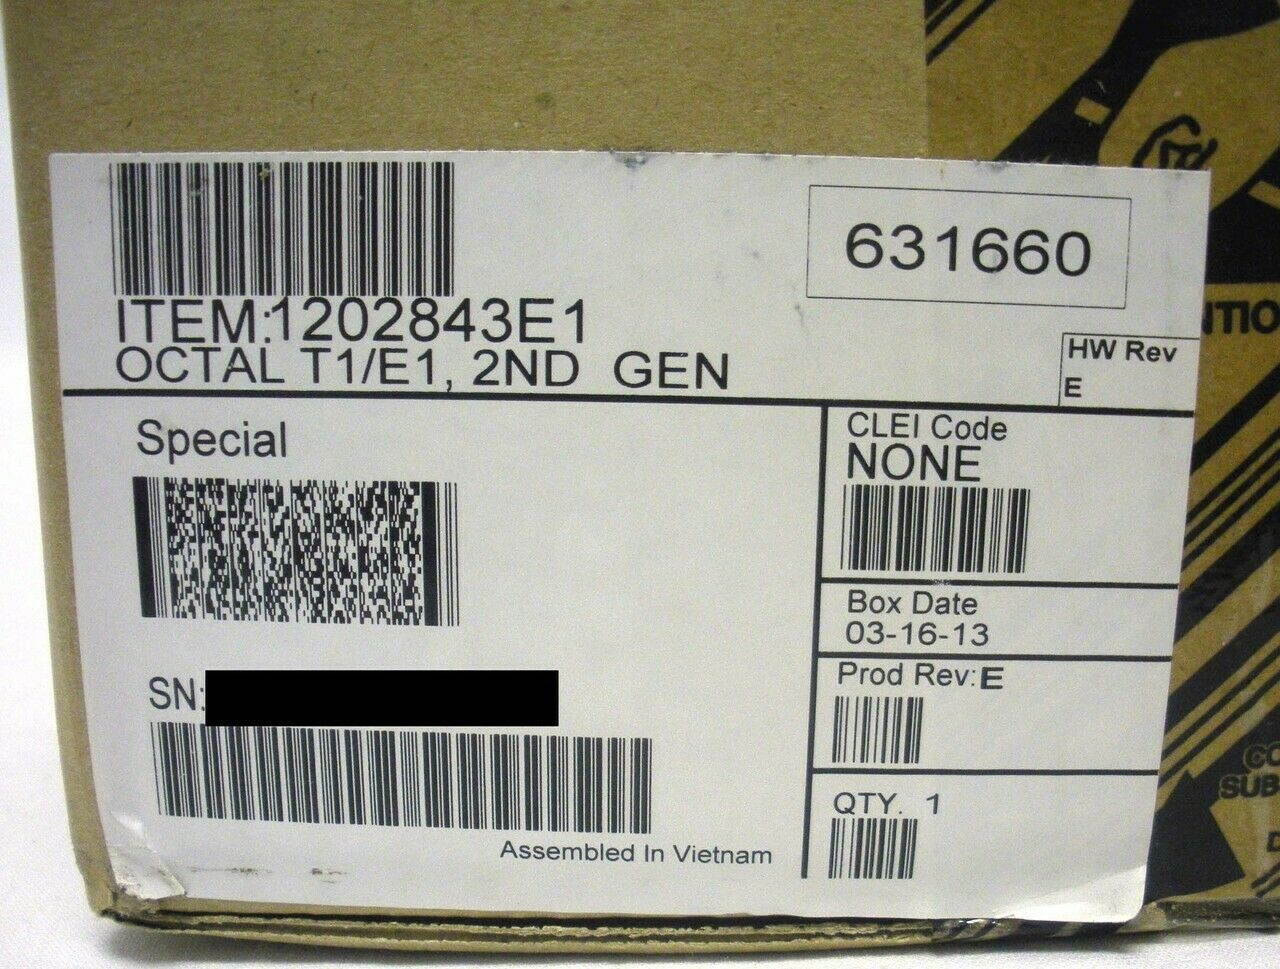 631660
ITEM:1202843E1
OCTAL T1/E1, 2ND GEN
HW Rev
E
Special
CLEI Code
NONE
Box Date
03-16-13
Prod Rev:E
SN:
QTY. 1
Assembled In Vietnam